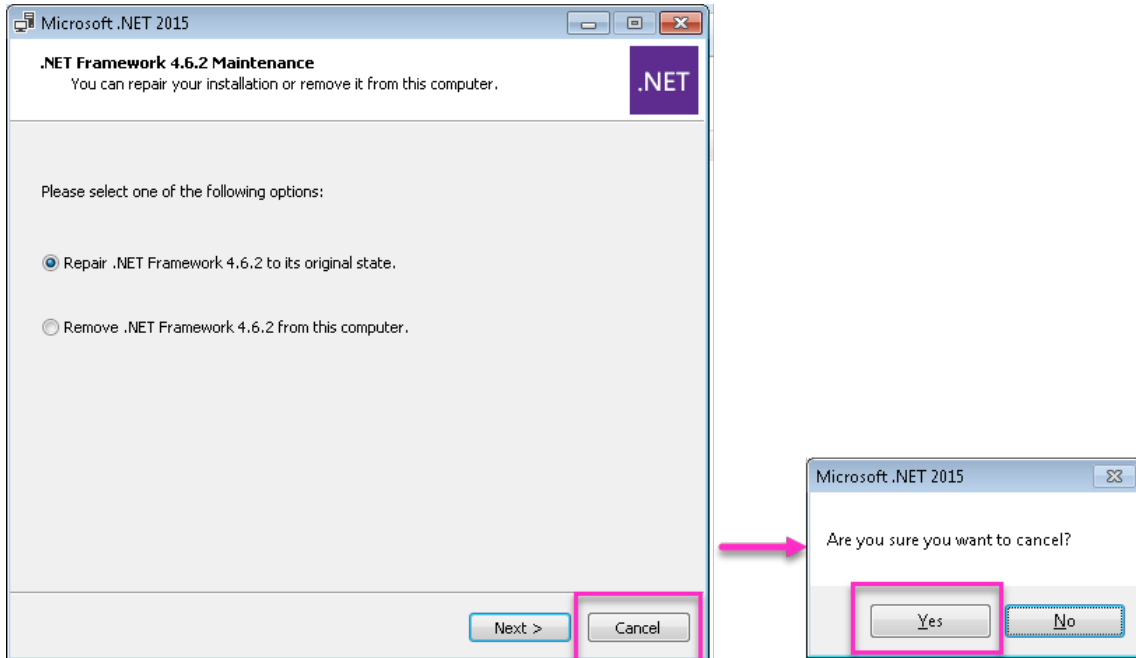 Microsoft .NET 2015
.NET Framework 4.6.2 Maintenance
You can repair your installation or remove it from this computer.
.NET
Please select one of the following options:
Repair .NET Framework 4.6.2 to its original state.
Remove .NET Framework 4.6.2 from this computer.
Next >
Cancel
Microsoft .NET 2015
Are you sure you want to cancel?
Yes
No